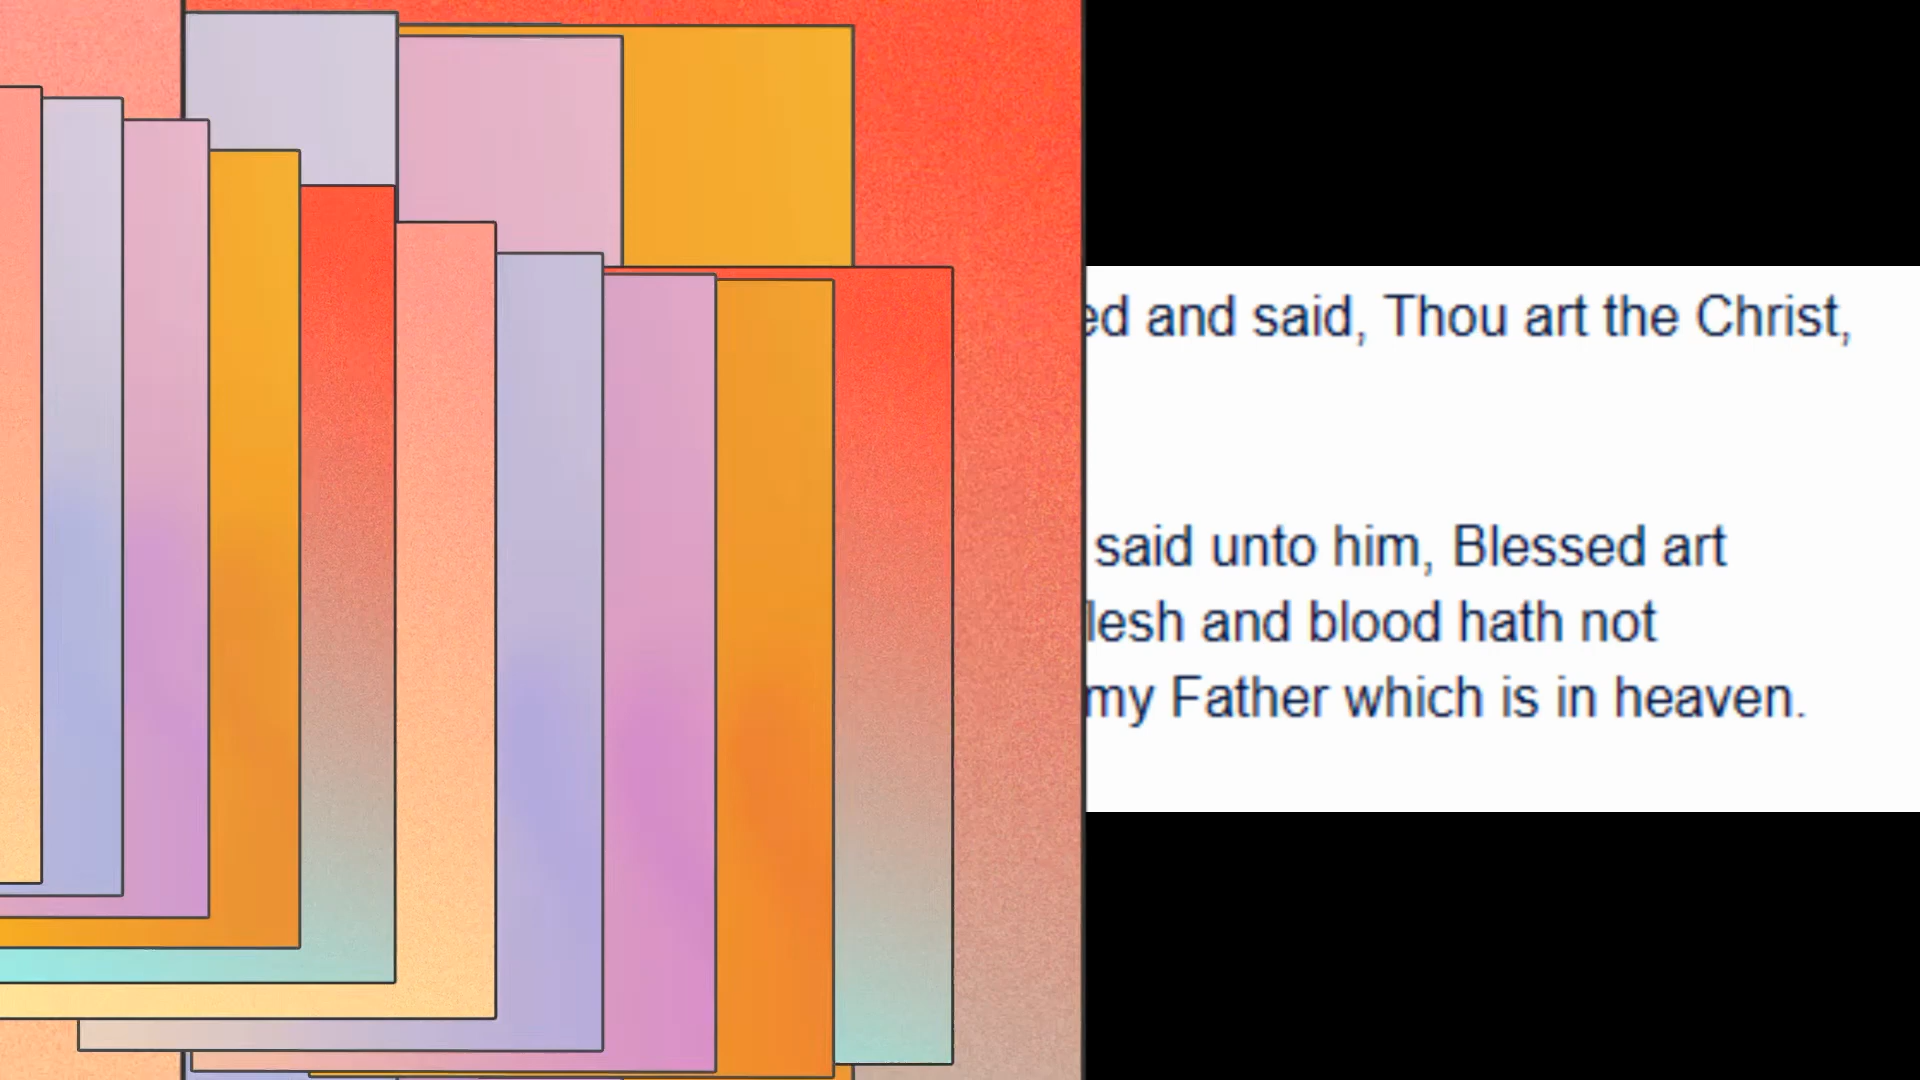 ed and said, Thou art the Christ,
said unto him, Blessed art
lesh and blood hath not
my Father which is in heaven.